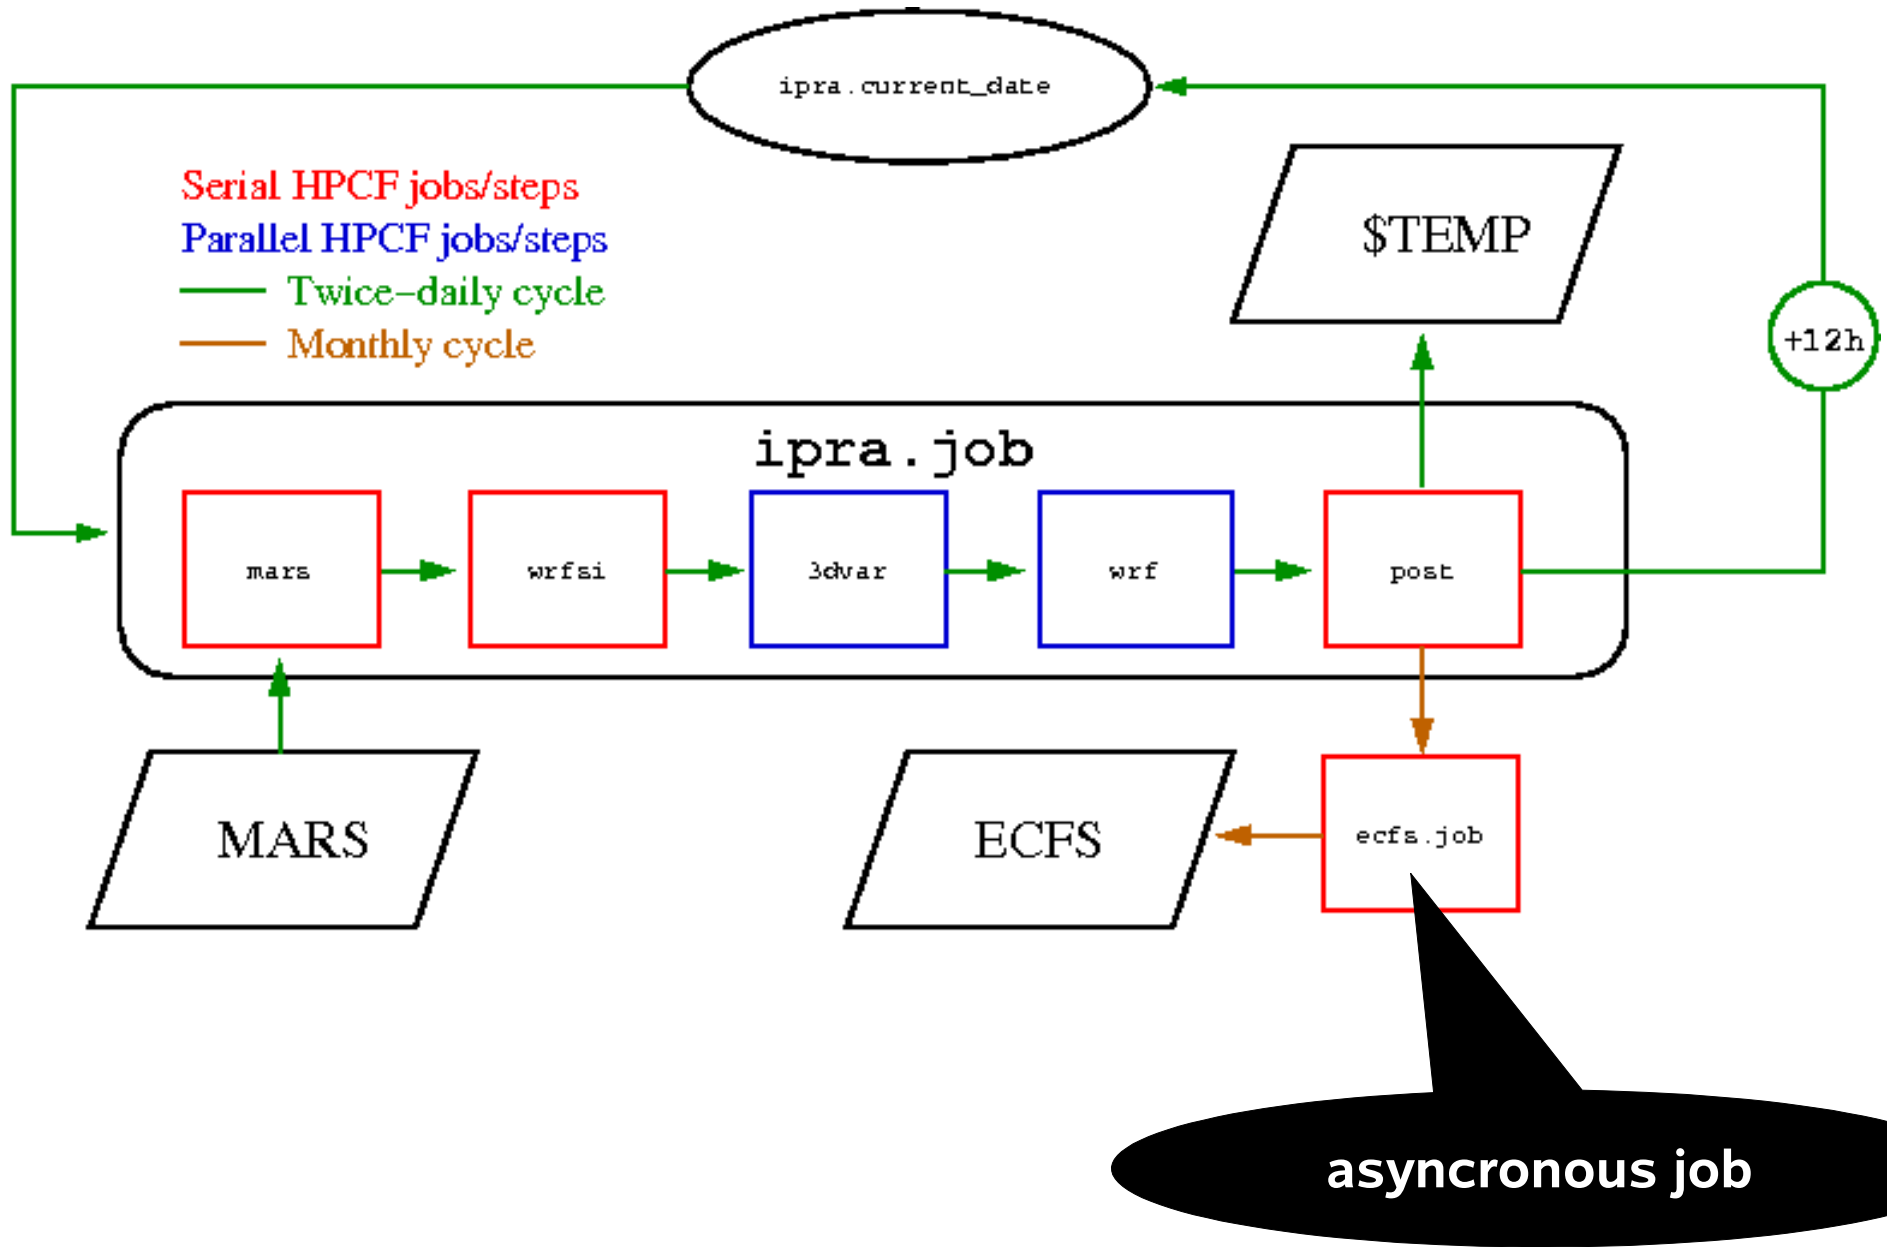 ipra.current_date
Serial HPCF jobs/steps
Parallel HPCF jobs/steps
Twice-daily cycle
Monthly cycle
$TEMP
+12h
ipra.job
mars
wrfsi
3dvar
wrf
post
MARS
ECFS
ecfs.job
asyncronous job